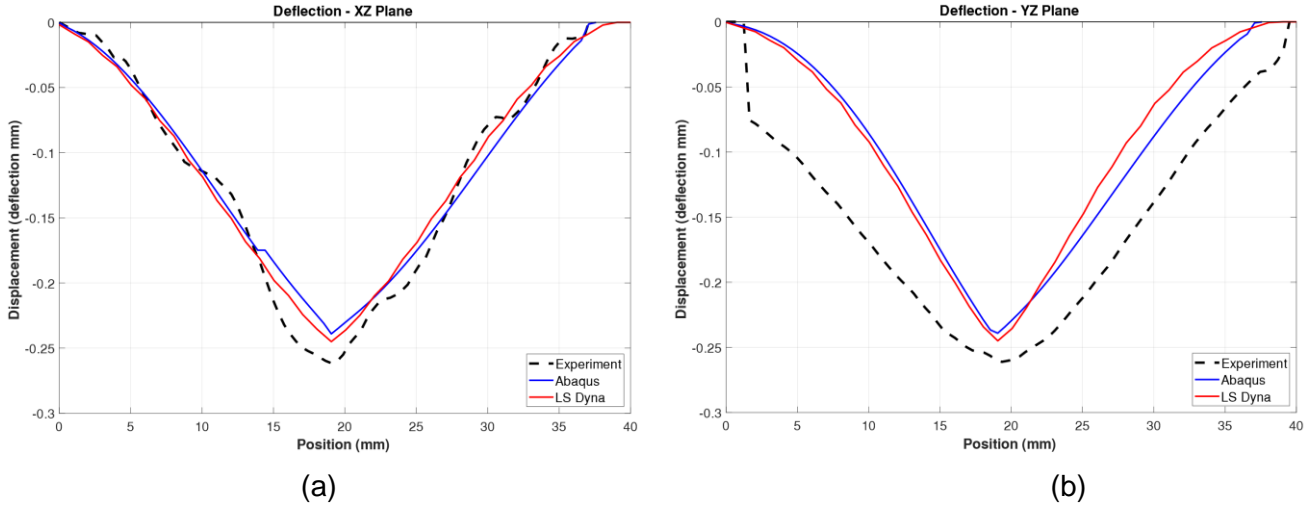 Deflection - XZ Plane
Displacement (deflection mm)
0
-0.05
-0.1
-0.15
-0.2
-0.25
-0.3
0 5 10 15 20 25 30 35 40
Position (mm)
Experiment
Abaqus
LS Dyna
(a)
Deflection - YZ Plane
Displacement (deflection mm)
0
-0.05
-0.1
-0.15
-0.2
-0.25
-0.3
0 5 10 15 20 25 30 35 40
Position (mm)
Experiment
Abaqus
LS Dyna
(b)